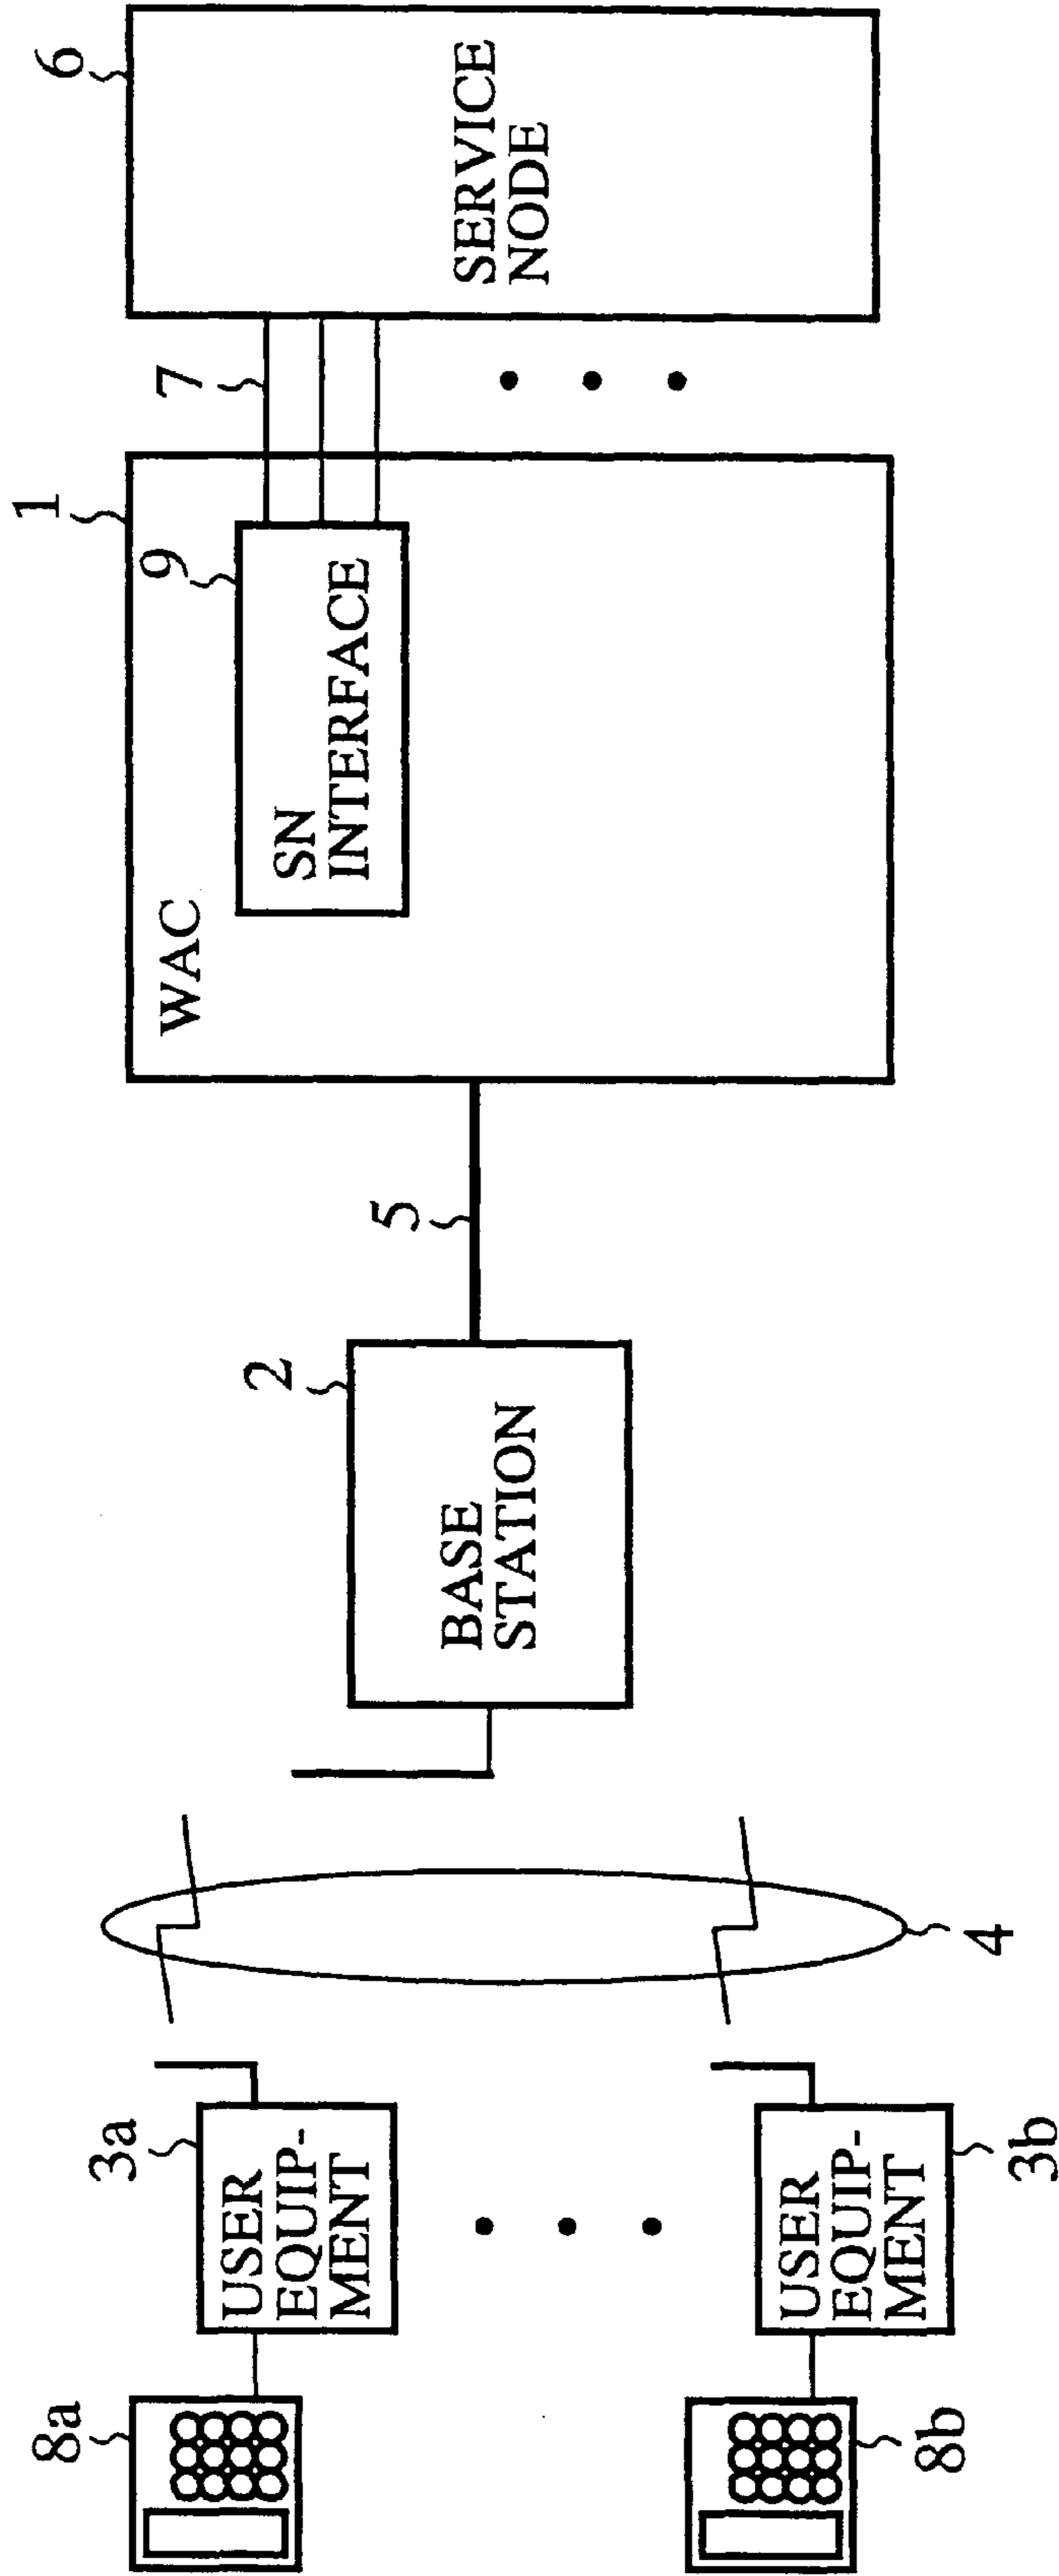 8a
3a
USER
EQUIP-
MENT
8b
3b
USER
EQUIP-
MENT
4
2
BASE
STATION
5
1
WAC
9
SN
INTERFACE
7
6
SERVICE
NODE